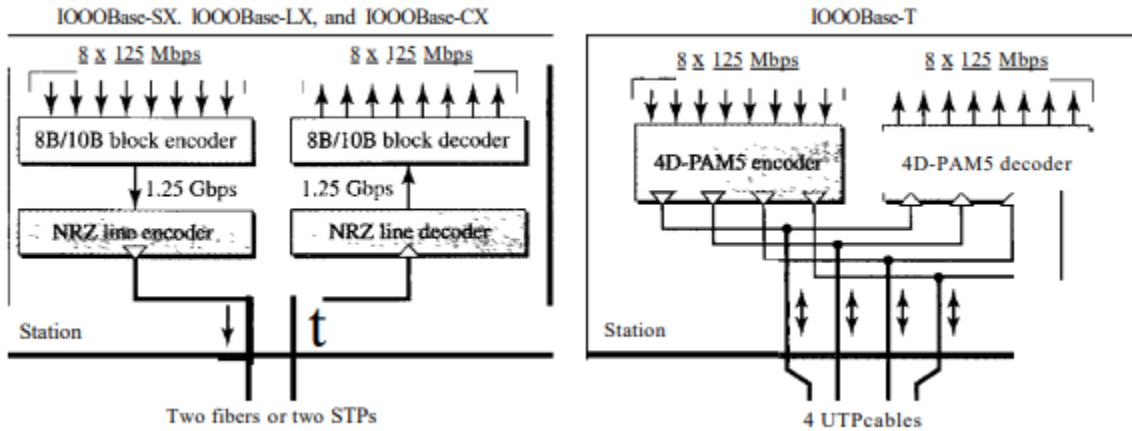 IOOOBase-SX. IOOOBase-LX, and IOOOBase-CX
8 x 125 Mbps
8 x 125 Mbps
8B/10B block encoder
8B/10B block decoder
1.25 Gbps
1.25 Gbps
NRZ line encoder
NRZ line decoder
t
Station
Two fibers or two STPs
IOOOBase-T
8 x 125 Mbps
8 x 125 Mbps
4D-PAM5 encoder
4D-PAM5 decoder
Station
4 UTPcables